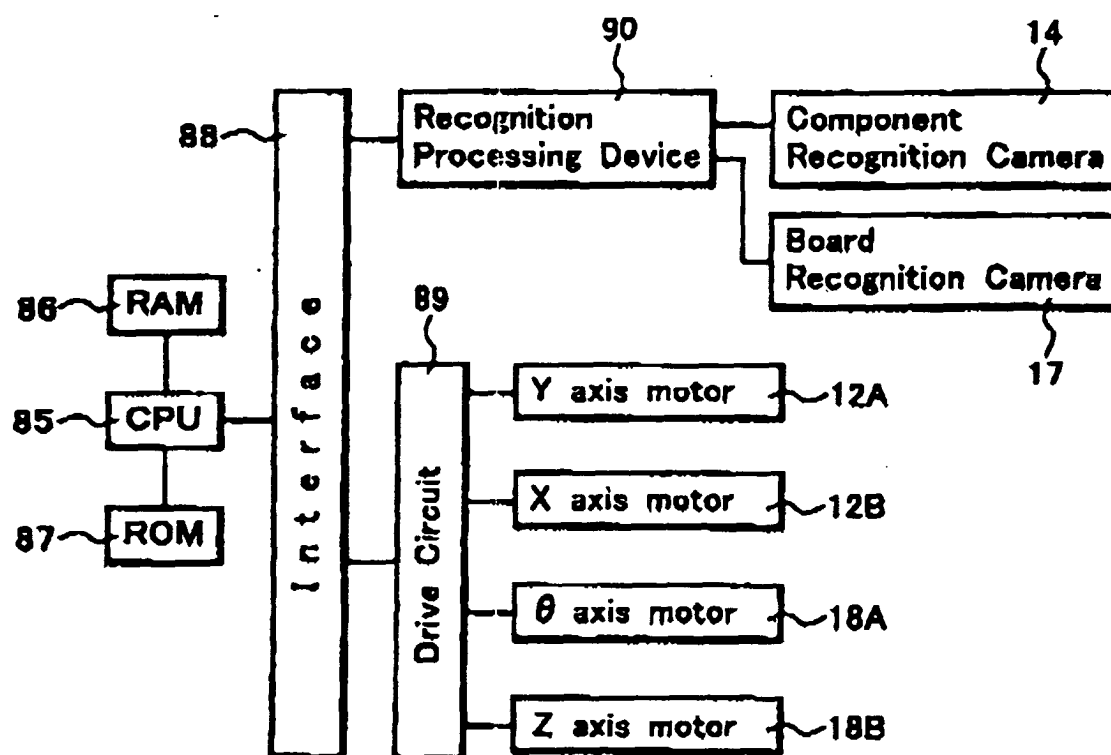 90
14
88
Recognition
Processing Device
Component
Recognition Camera
Board
Recognition Camera
17
86
RAM
85
CPU
87
ROM
Interface
89
Drive Circuit
Y axis motor
12A
X axis motor
12B
θ axis motor
18A
Z axis motor
18B